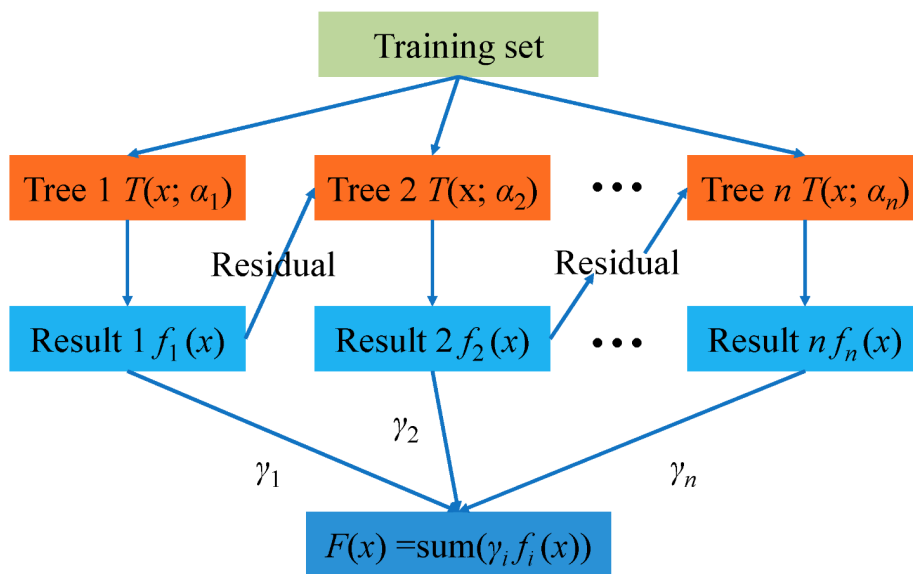 Training set
Tree 1 T(x; α₁)
Tree 2 T(x; α₂)
•••
Tree n T(x; αₙ)
Residual
Residual
Result 1 f₁(x)
Result 2 f₂(x)
•••
Result n fₙ(x)
γ₁
γ₂
γₙ
F(x) =sum(γᵢ fᵢ(x))